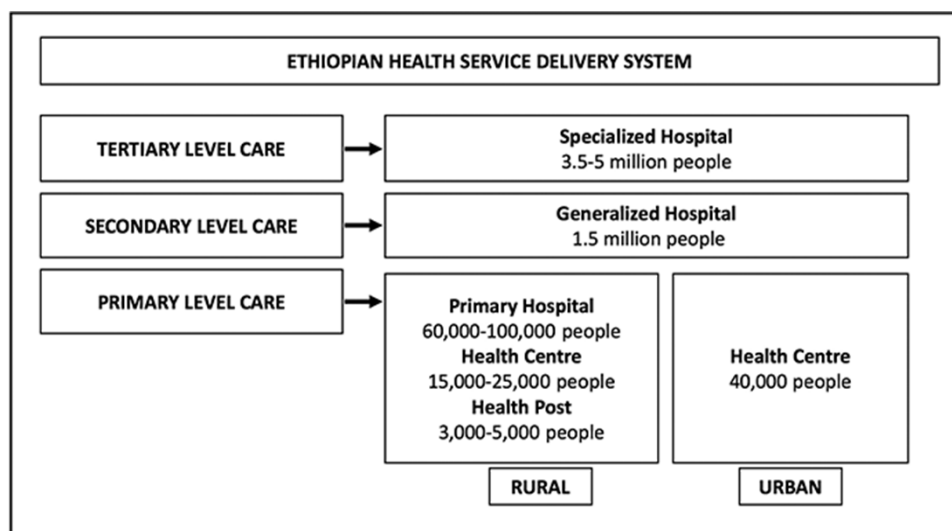 ETHIOPIAN HEALTH SERVICE DELIVERY SYSTEM
TERTIARY LEVEL CARE
Specialized Hospital
3.5-5 million people
SECONDARY LEVEL CARE
Generalized Hospital
1.5 million people
PRIMARY LEVEL CARE
Primary Hospital
60,000-100,000 people
Health Centre
15,000-25,000 people
Health Post
3,000-5,000 people
RURAL
Health Centre
40,000 people
URBAN